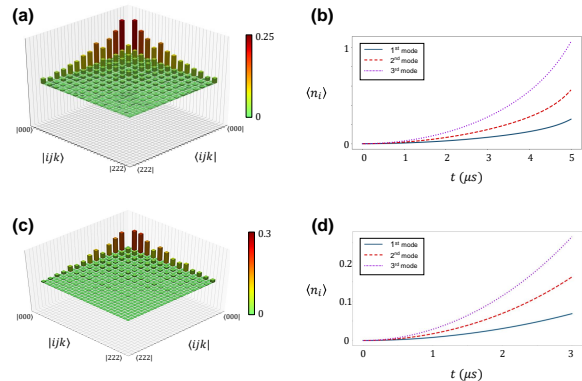 (a)
0.25
0
|000⟩
⟨000|
|ijk⟩
⟨ijk|
|222⟩
⟨222|
(b)
1
⟨n_i⟩
0
1st mode
2nd mode
3rd mode
0
1
2
3
4
5
t (μs)
(c)
0.3
0
|000⟩
⟨000|
|ijk⟩
⟨ijk|
|222⟩
⟨222|
(d)
0.2
⟨n_i⟩
0.1
0
1st mode
2nd mode
3rd mode
0
1
2
3
t (μs)